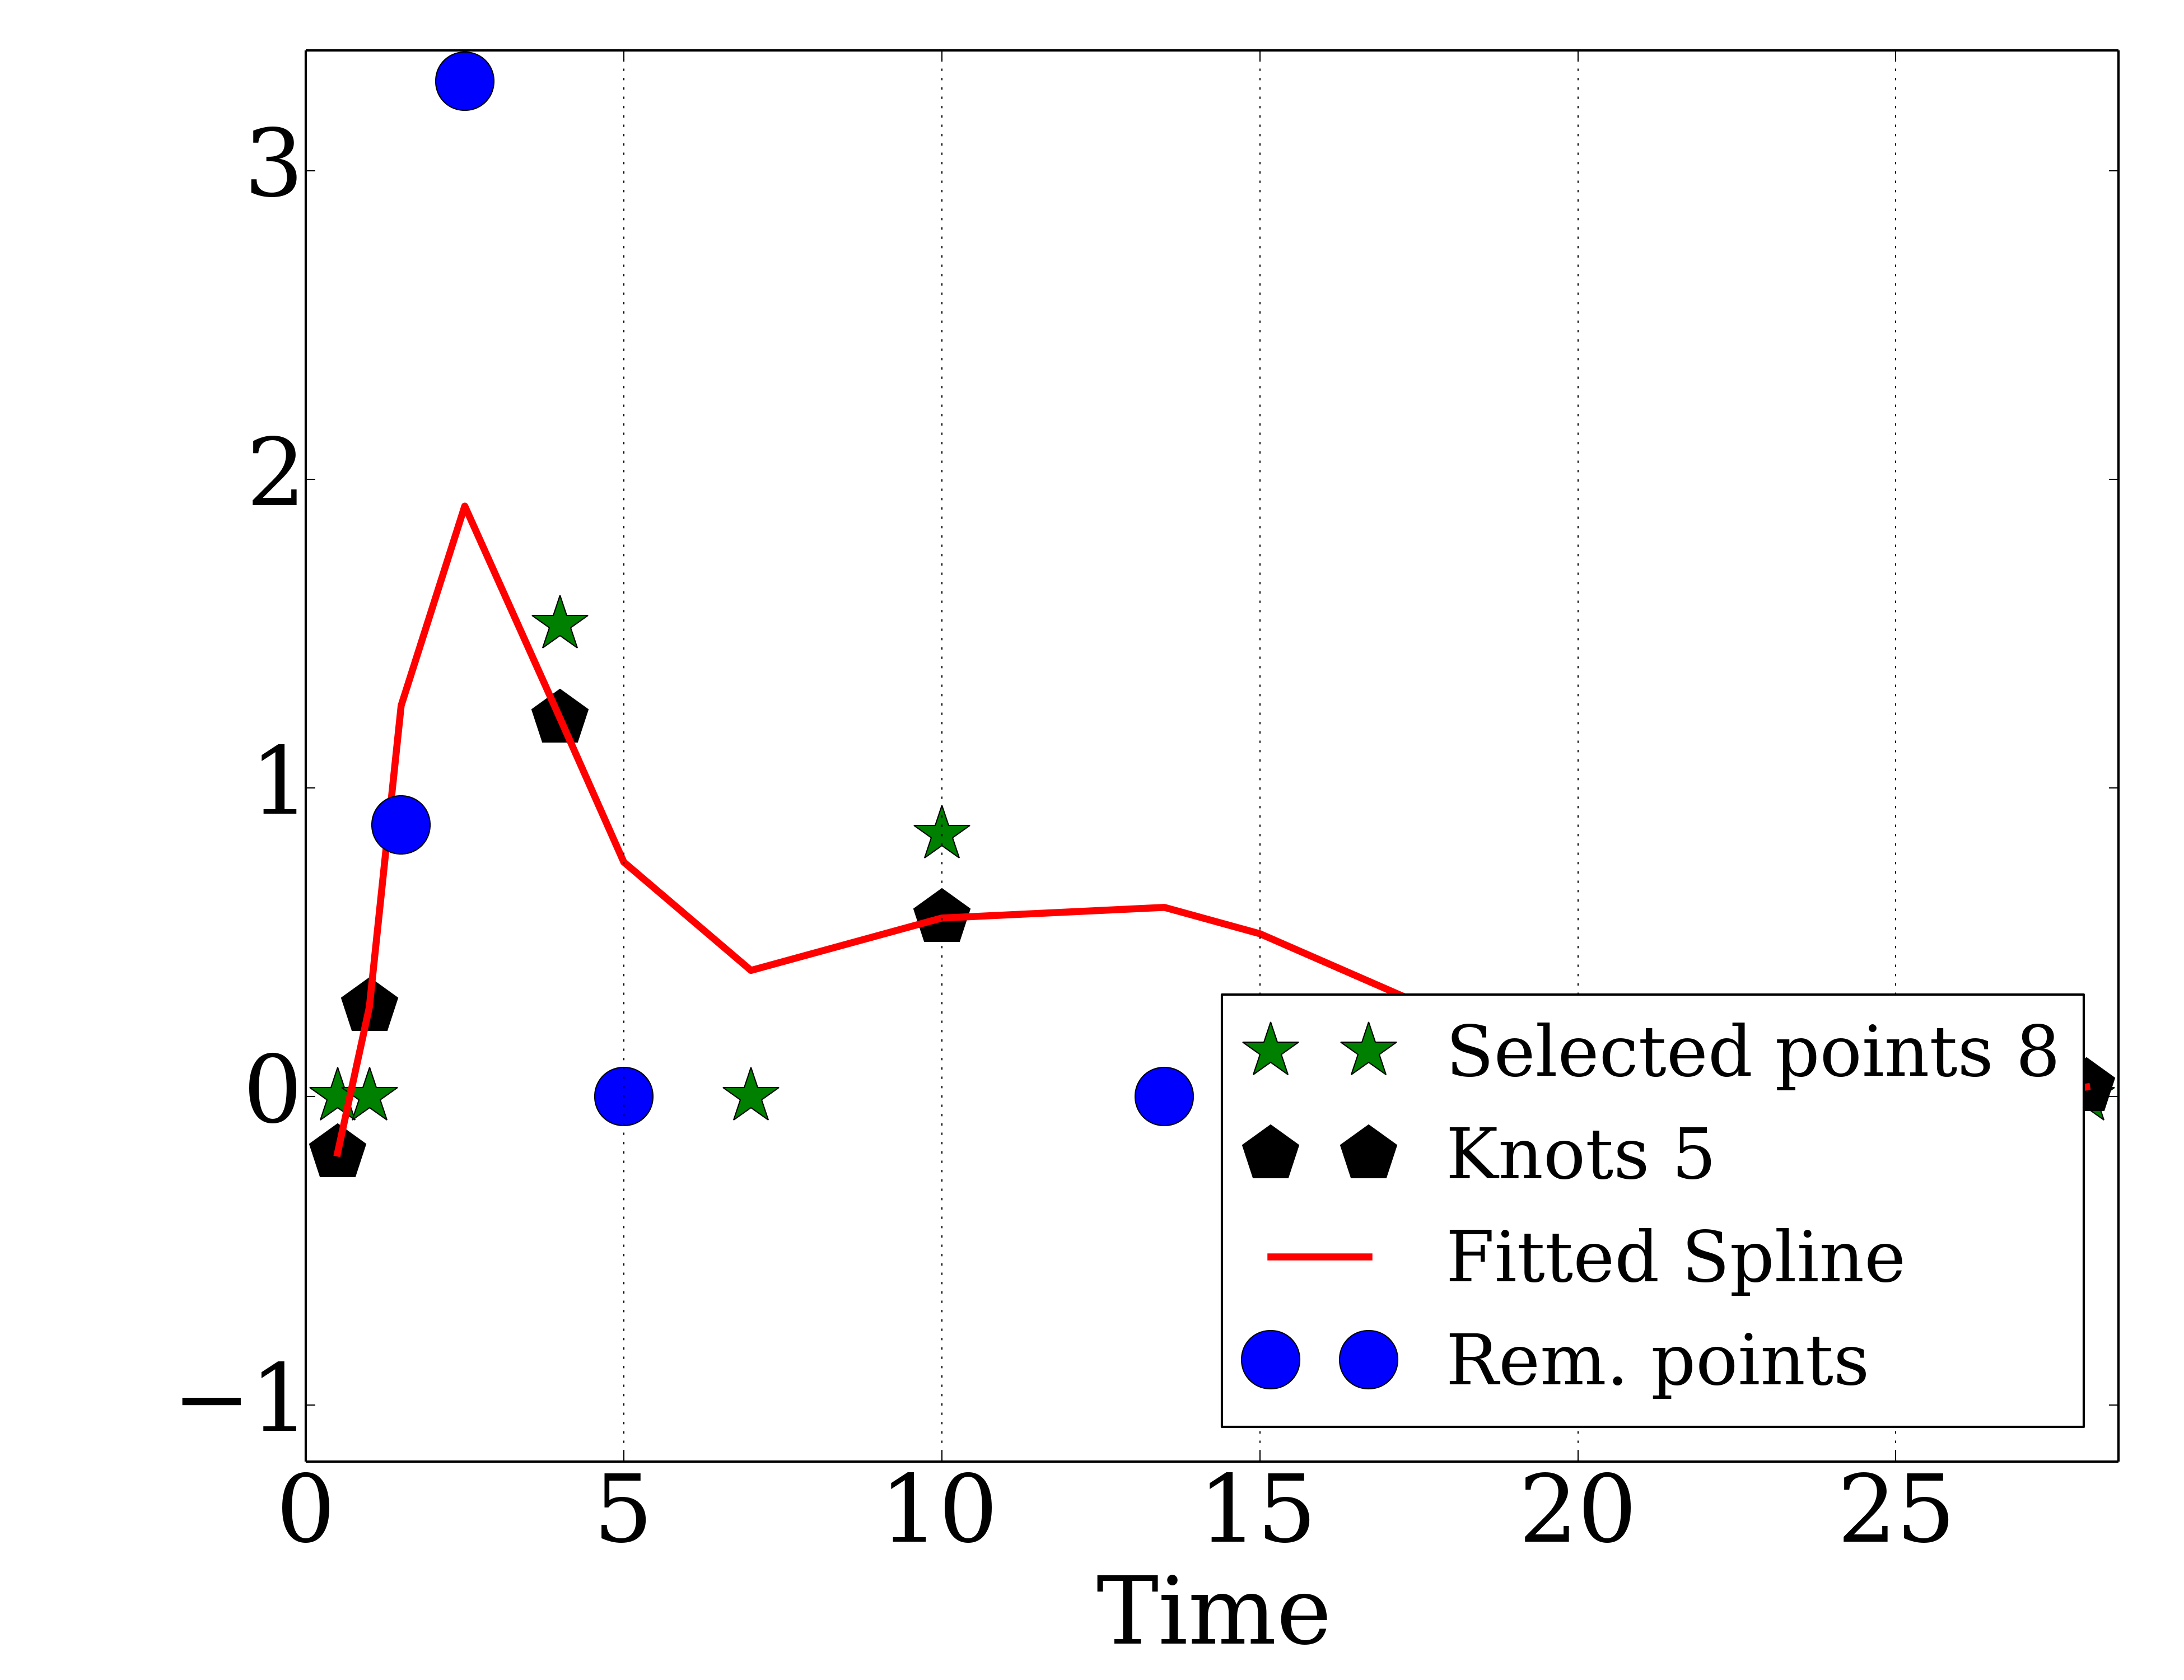 3
2
1
0
−1
Selected points 8
Knots 5
Fitted Spline
Rem. points
0 5 10 15 20 25
Time